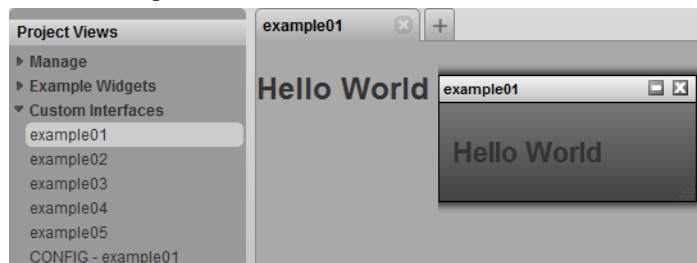 Project Views
Manage
Example Widgets
Custom Interfaces
example01
example02
example03
example04
example05
CONFIG - example01
example01
Hello World
example01
Hello World